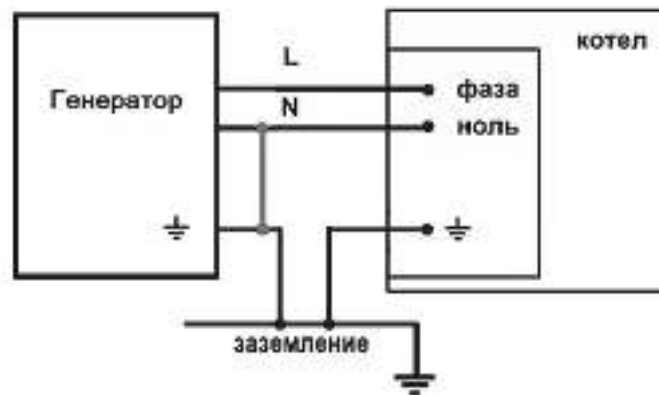 котел
L
фаза
Генератор
N
ноль
заземление